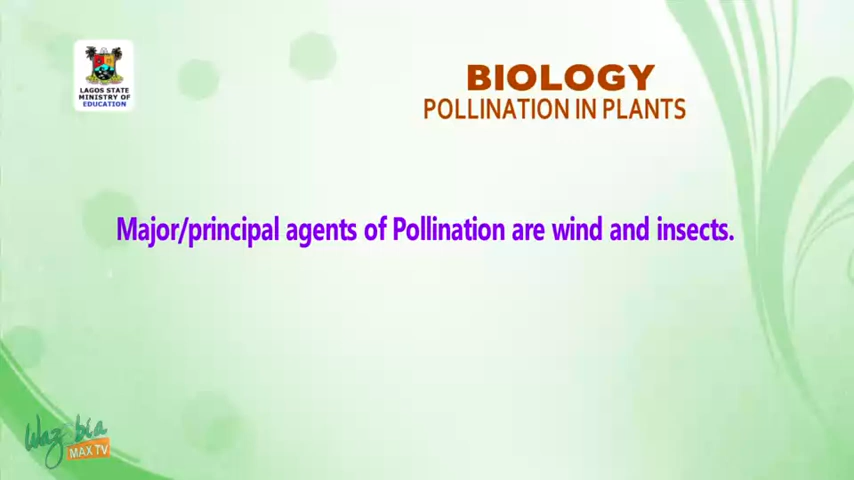 LAGOS STATE
MINISTRY OF
EDUCATION
BIOLOGY
POLLINATION IN PLANTS
Major/principal agents of Pollination are wind and insects.
Wazobia
MAX TV